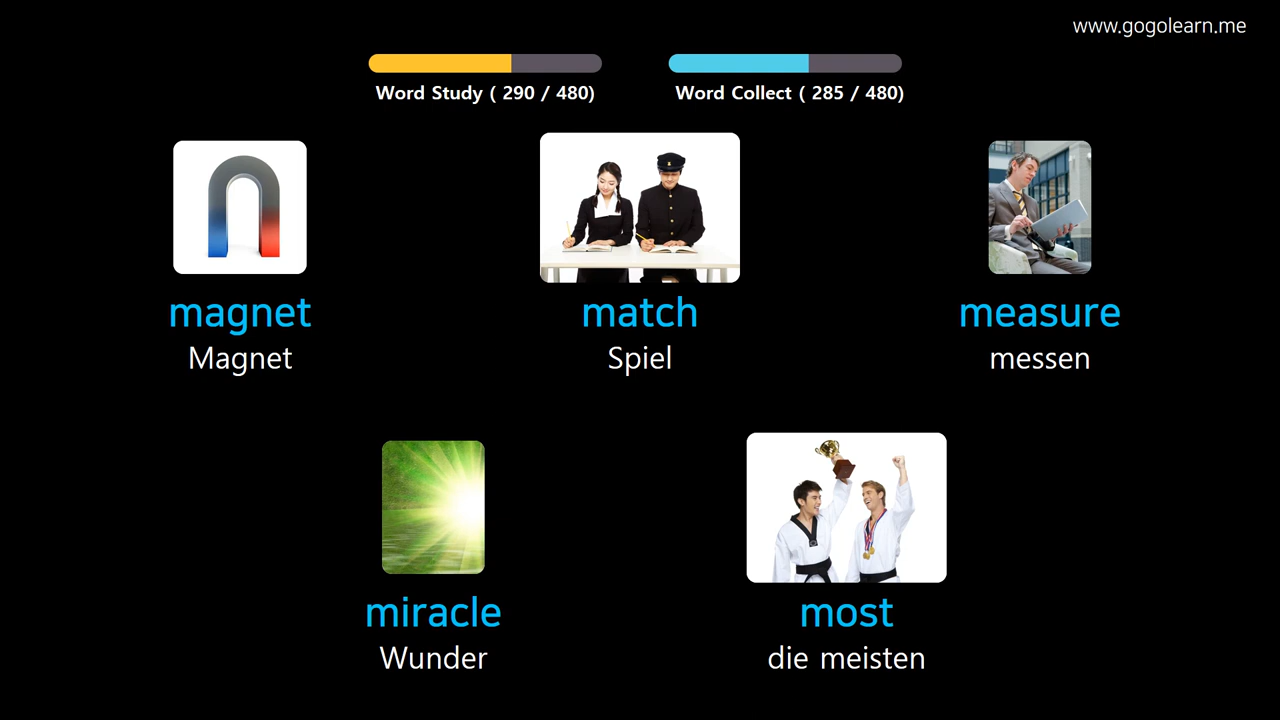 www.gogolearn.me
Word Study ( 290 / 480)
Word Collect ( 285 / 480)
magnet
Magnet
match
Spiel
measure
messen
miracle
Wunder
most
die meisten